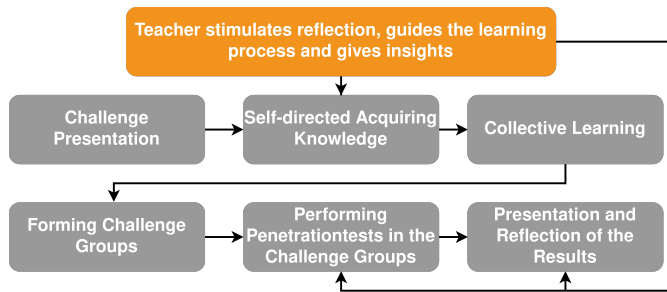 Teacher stimulates reflection, guides the learning
process and gives insights
Challenge
Presentation
Self-directed Acquiring
Knowledge
Collective Learning
Forming Challenge
Groups
Performing
Penetrationtests in the
Challenge Groups
Presentation and
Reflection of the
Results